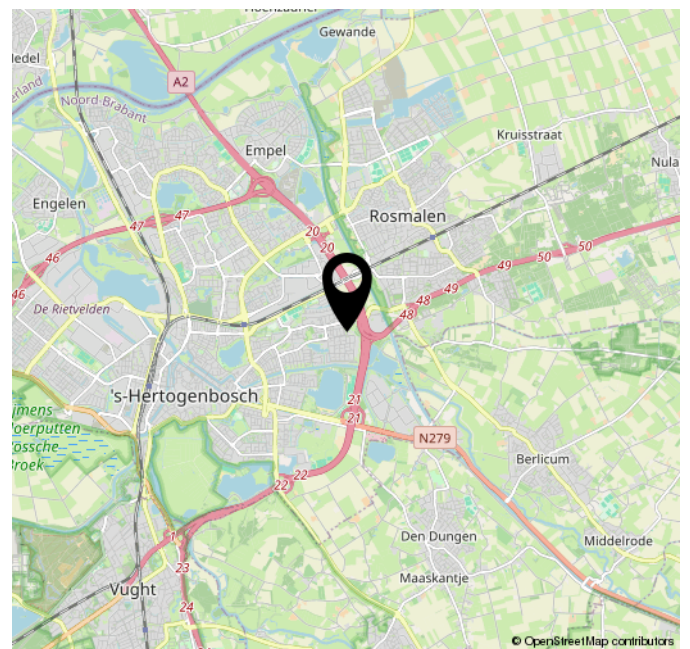 Gewande
A2
Noord-Brabant
Kruisstraat
Empel
Nula
Engelen
47
47
Rosmalen
46
20
20
50
50
49
49
46
De Rietvelden
48
48
's-Hertogenbosch
21
21
N279
Broek
22
22
Berlicum
Den Dungen
1
Middelrode
23
Maaskantje
Vught
24
© OpenStreetMap contributors